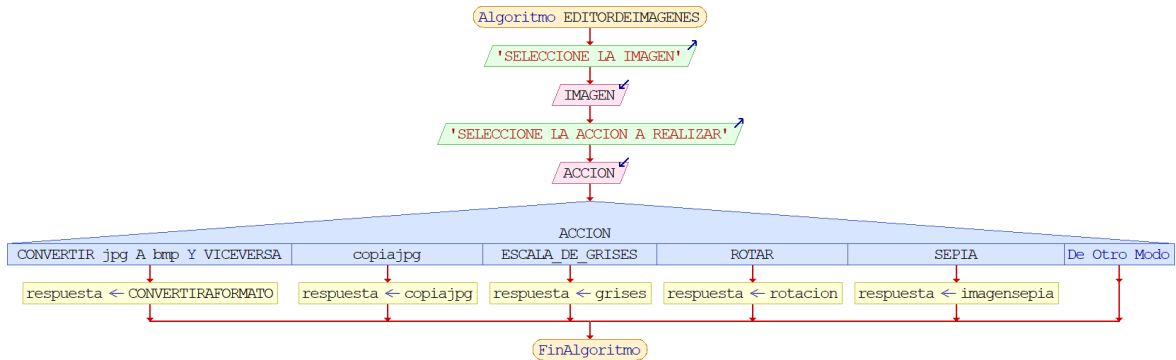 Algoritmo EDITORDEIMAGENES
'SELECCIONE LA IMAGEN'
IMAGEN
'SELECCIONE LA ACCION A REALIZAR'
ACCION
ACCION
CONVERTIR jpg A bmp Y VICEVERSA
copiajpg
ESCALA_DE_GRISES
ROTAR
SEPIA
De Otro Modo
respuesta ← CONVERTIRAFORMATO
respuesta ← copiajpg
respuesta ← grises
respuesta ← rotacion
respuesta ← imagensepia
FinAlgoritmo